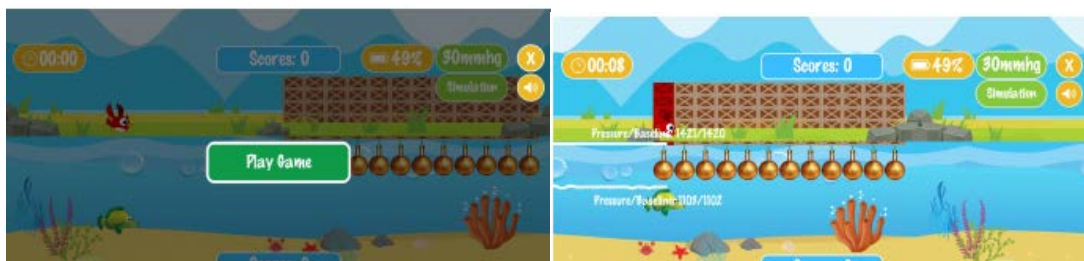 00:00
Scores: 0
49%
30mmhg
X
Simulation
Play Game
00:08
Scores: 0
49%
30mmhg
X
Simulation
Pressure/Baseline:1421/1420
Pressure/Baseline:1103/1102